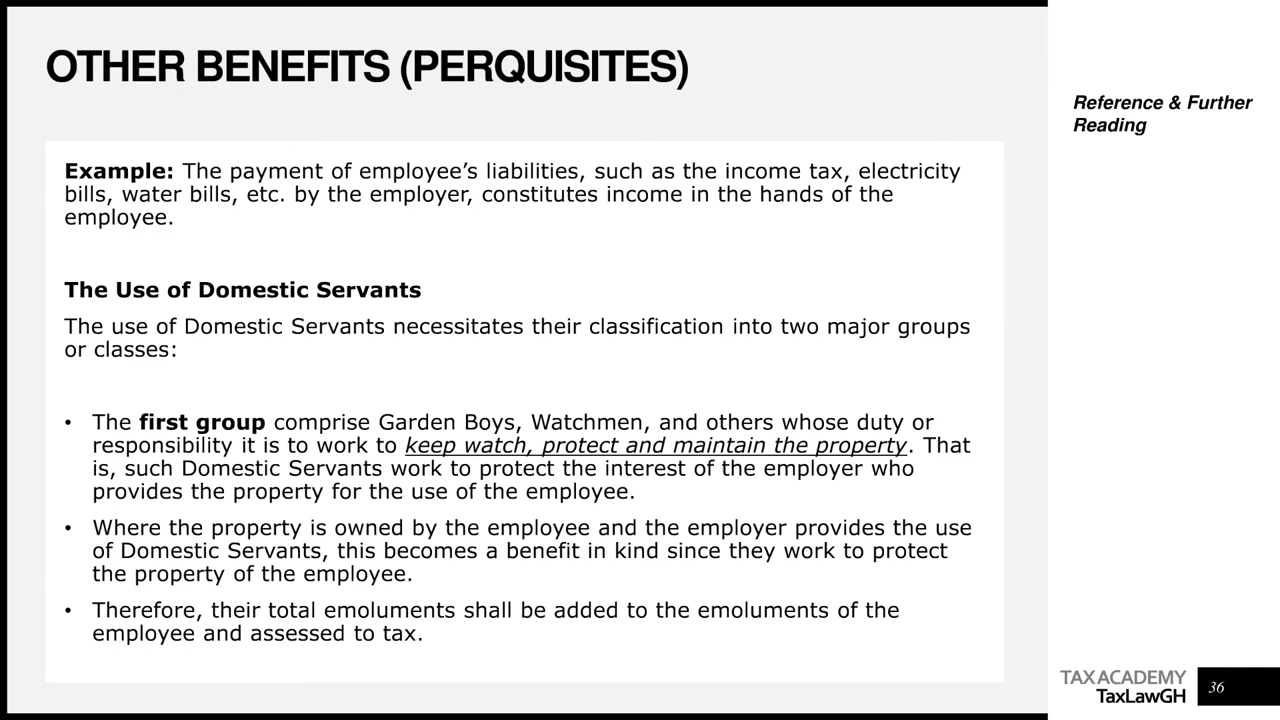 OTHER BENEFITS (PERQUISITES)
Reference & Further
Reading
Example: The payment of employee’s liabilities, such as the income tax, electricity
bills, water bills, etc. by the employer, constitutes income in the hands of the
employee.
The Use of Domestic Servants
The use of Domestic Servants necessitates their classification into two major groups
or classes:
• The first group comprise Garden Boys, Watchmen, and others whose duty or
responsibility it is to work to keep watch, protect and maintain the property. That
is, such Domestic Servants work to protect the interest of the employer who
provides the property for the use of the employee.
• Where the property is owned by the employee and the employer provides the use
of Domestic Servants, this becomes a benefit in kind since they work to protect
the property of the employee.
• Therefore, their total emoluments shall be added to the emoluments of the
employee and assessed to tax.
TAX ACADEMY
TaxLawGH
36